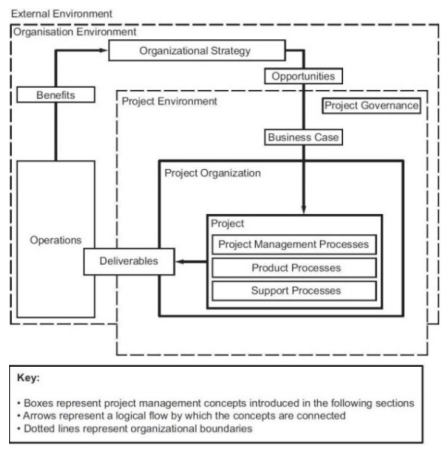 External Environment
Organisation Environment
Organizational Strategy
Opportunities
Benefits
Project Environment
Project Governance
Business Case
Project Organization
Project
Operations
Project Management Processes
Deliverables
Product Processes
Support Processes
Key:
• Boxes represent project management concepts introduced in the following sections
• Arrows represent a logical flow by which the concepts are connected
• Dotted lines represent organizational boundaries